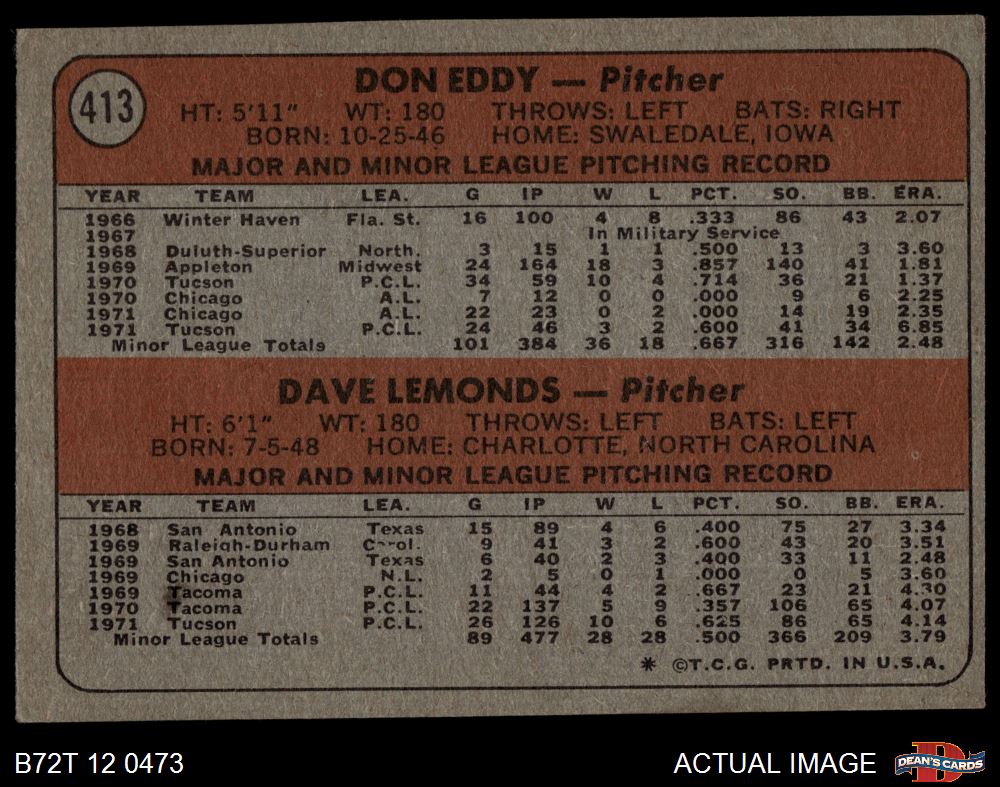 413
DON EDDY — Pitcher
HT: 5'11" WT: 180 THROWS: LEFT BATS: RIGHT
BORN: 10-25-46 HOME: SWALEDALE, IOWA
MAJOR AND MINOR LEAGUE PITCHING RECORD
YEAR TEAM LEA. G IP W L PCT. SO. BB. ERA.
1966 Winter Haven Fla. St. 16 100 4 8 .333 86 43 2.07
1967 In Military Service
1968 Duluth-Superior North. 3 15 1 1 .500 13 3 3.60
1969 Appleton Midwest 24 164 18 3 .857 140 41 1.81
1970 Tucson P.C.L. 34 59 10 4 .714 36 21 1.37
1970 Chicago A.L. 7 12 0 0 .000 9 6 2.25
1971 Chicago A.L. 22 23 0 2 .000 14 19 2.35
1971 Tucson P.C.L. 24 46 3 2 .600 41 34 6.85
Minor League Totals 101 384 36 18 .667 316 142 2.48
DAVE LEMONDS — Pitcher
HT: 6'1" WT: 180 THROWS: LEFT BATS: LEFT
BORN: 7-5-48 HOME: CHARLOTTE, NORTH CAROLINA
MAJOR AND MINOR LEAGUE PITCHING RECORD
YEAR TEAM LEA. G IP W L PCT. SO. BB. ERA.
1968 San Antonio Texas 15 89 4 6 .400 75 27 3.34
1969 Raleigh-Durham Carol. 9 41 3 2 .600 43 20 3.51
1969 San Antonio Texas 6 40 2 3 .400 33 11 2.48
1969 Chicago N.L. 2 5 0 1 .000 0 5 3.60
1969 Tacoma P.C.L. 11 44 4 2 .667 23 21 4.30
1970 Tacoma P.C.L. 22 137 5 9 .357 106 65 4.07
1971 Tucson P.C.L. 26 126 10 6 .625 86 65 4.14
Minor League Totals 89 477 28 28 .500 366 209 3.79
* ©T.C.G. PRTD. IN U.S.A.
B72T 12 0473 ACTUAL IMAGE
D
DEAN'S CARDS